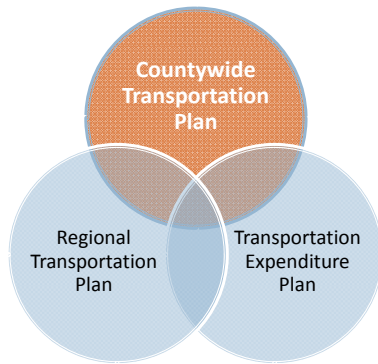 Countywide
Transportation
Plan
Regional
Transportation
Plan
Transportation
Expenditure
Plan